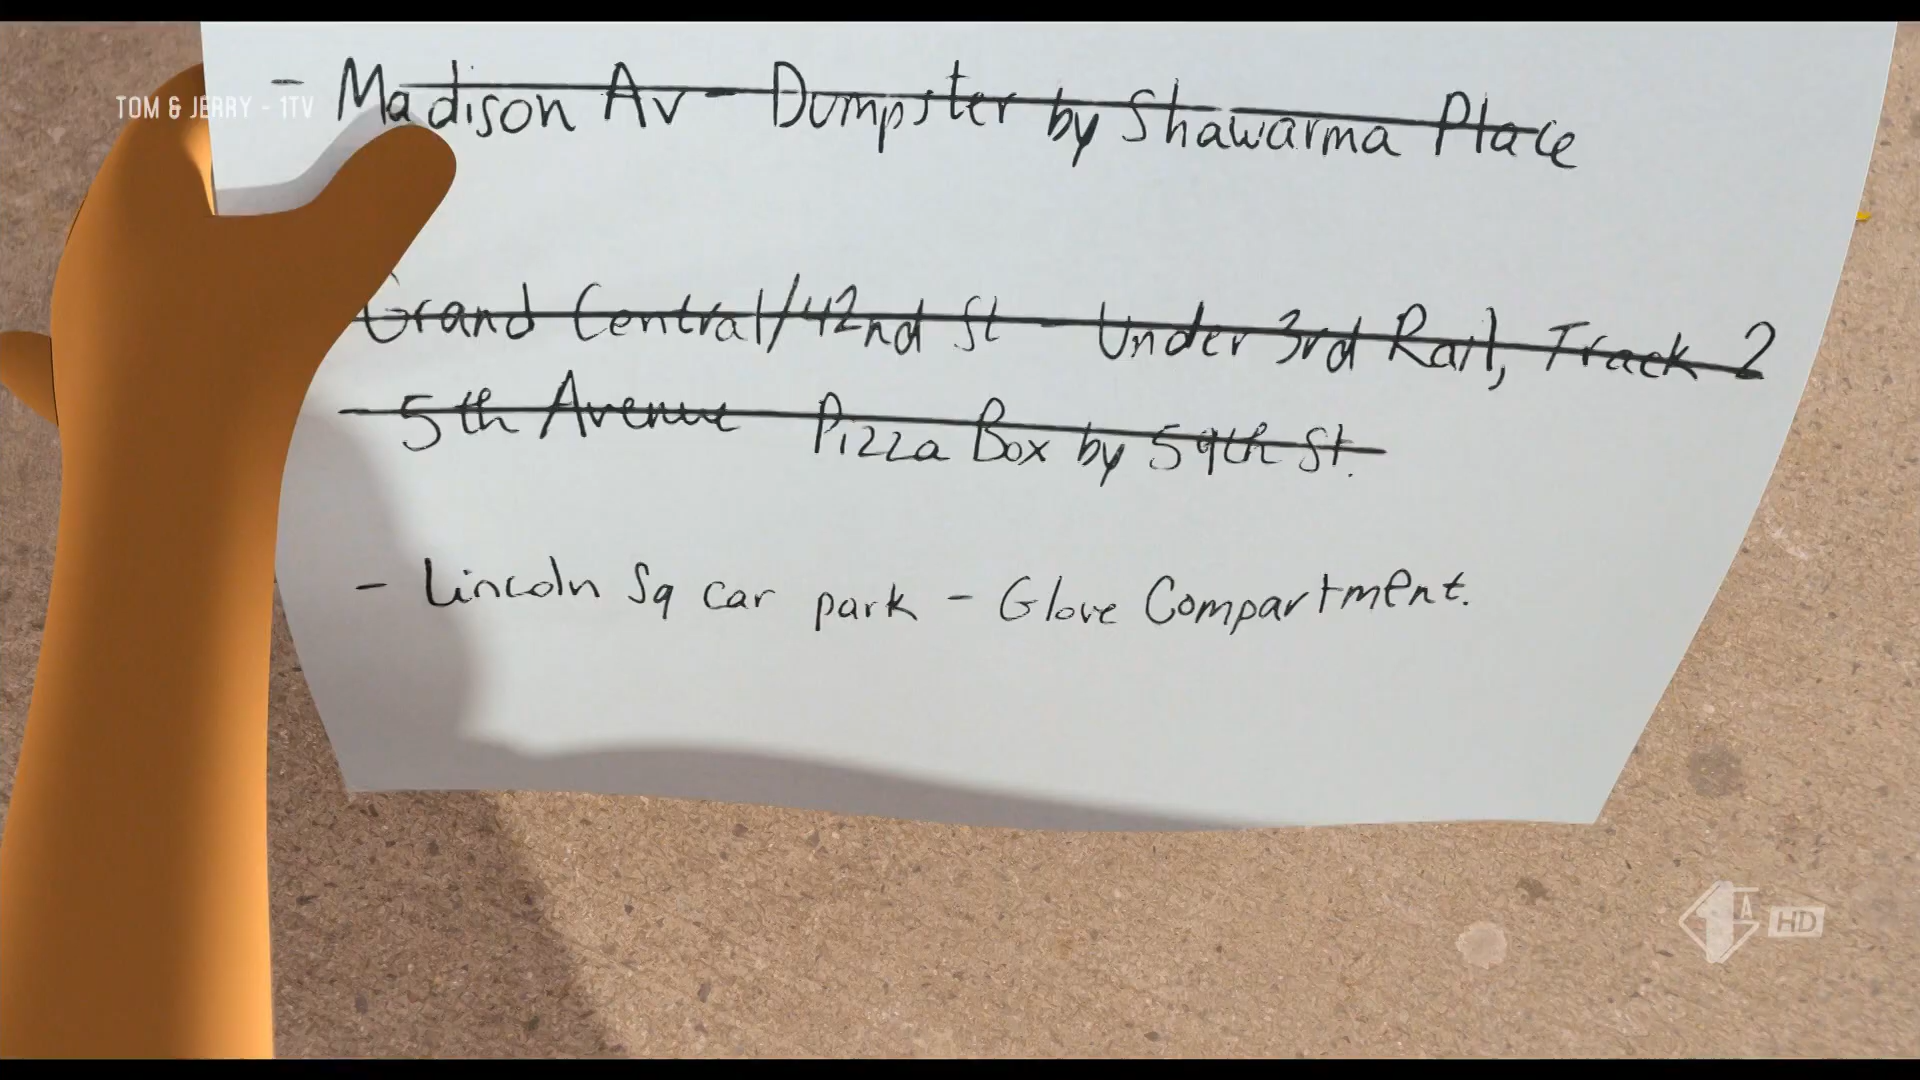 - Madison Av - Dumpster by Shawarma Place
TOM & JERRY - 1TV
Grand Central/42nd St - Under 3rd Rail, Track 2
5th Avenue Pizza Box by 59th St.
- Lincoln Sq car park - Glove Compartment.
HD